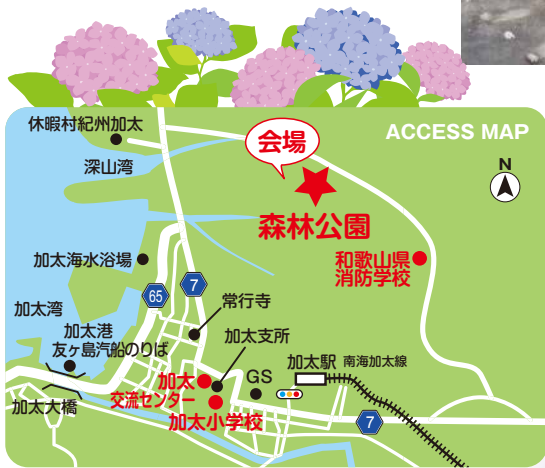 ACCESS MAP
休暇村紀州加太
会場
深山湾
N
森林公園
和歌山県
消防学校
加太海水浴場
65
7
常行寺
加太湾
加太港
友ヶ島汽船のりば
加太支所
加太駅 南海加太線
加太
交流センター
GS
加太大橋
加太小学校
7